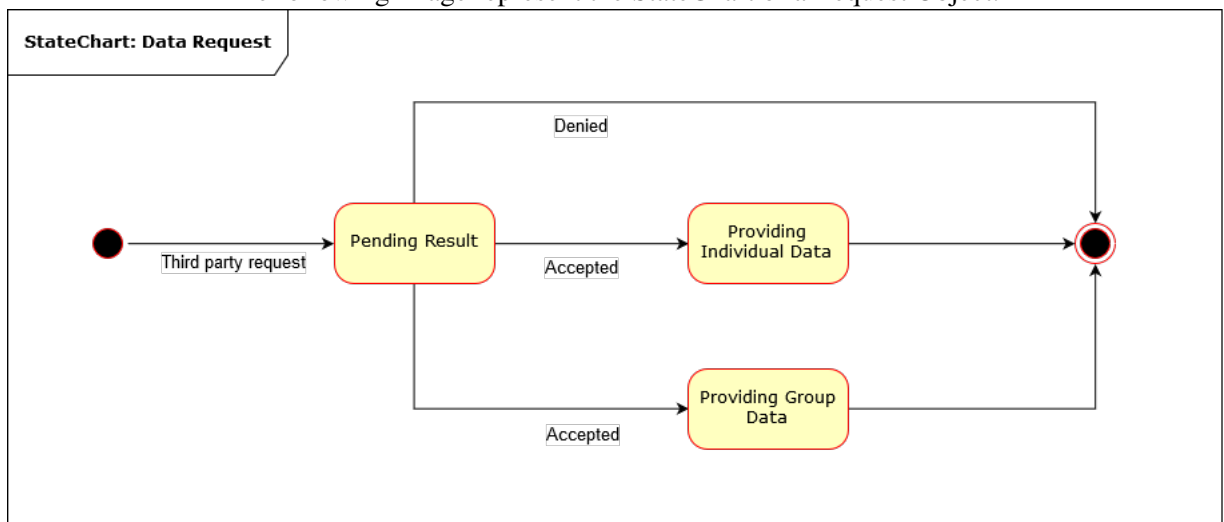 StateChart: Data Request
Denied
Pending Result
Providing
Individual Data
Third party request
Accepted
Providing Group
Data
Accepted